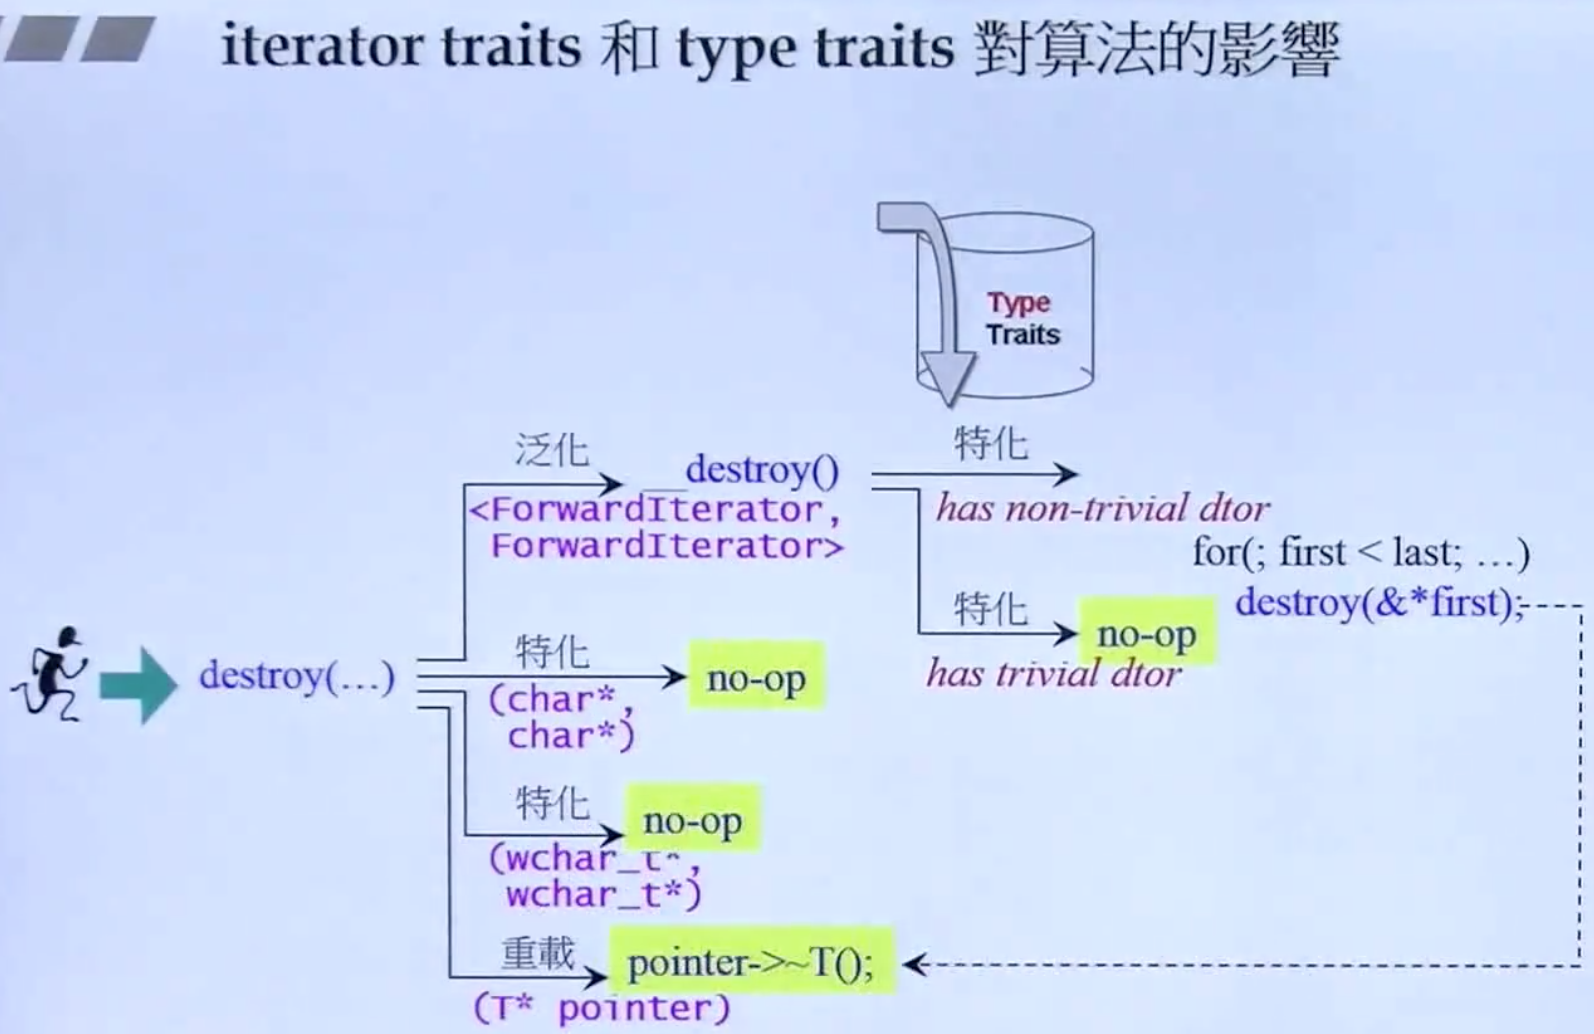 iterator traits 和 type traits 對算法的影響
Type
Traits
泛化
__destroy()
<ForwardIterator,
ForwardIterator>
特化
has non-trivial dtor
for(; first < last; …)
destroy(&*first);
特化
no-op
has trivial dtor
destroy(…)
特化
no-op
(char*,
char*)
特化
no-op
(wchar_t*,
wchar_t*)
重載
pointer->~T();
(T* pointer)